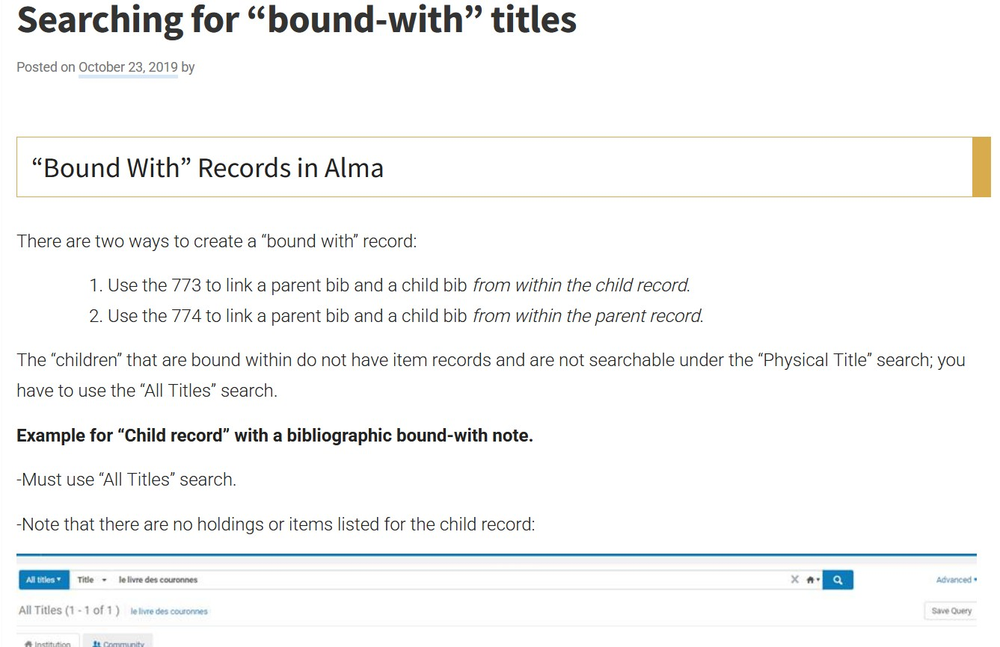 Searching for “bound-with” titles
Posted on October 23, 2019 by
“Bound With” Records in Alma
There are two ways to create a “bound with” record:
1. Use the 773 to link a parent bib and a child bib from within the child record.
2. Use the 774 to link a parent bib and a child bib from within the parent record.
The “children” that are bound within do not have item records and are not searchable under the “Physical Title” search; you
have to use the “All Titles” search.
Example for “Child record” with a bibliographic bound-with note.
-Must use “All Titles” search.
-Note that there are no holdings or items listed for the child record:
All titles Title le livre des couronnes Advanced
All Titles (1 - 1 of 1 ) le livre des couronnes Save Query
Institution Community